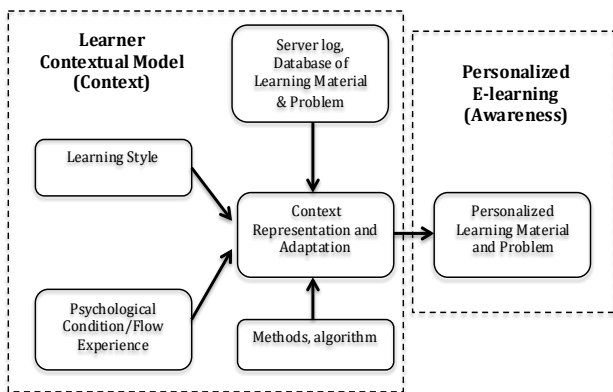 Learner
Contextual Model
(Context)
Server log,
Database of
Learning Material
& Problem
Personalized
E-learning
(Awareness)
Learning Style
Context
Representation and
Adaptation
Personalized
Learning Material
and Problem
Psychological
Condition/Flow
Experience
Methods, algorithm